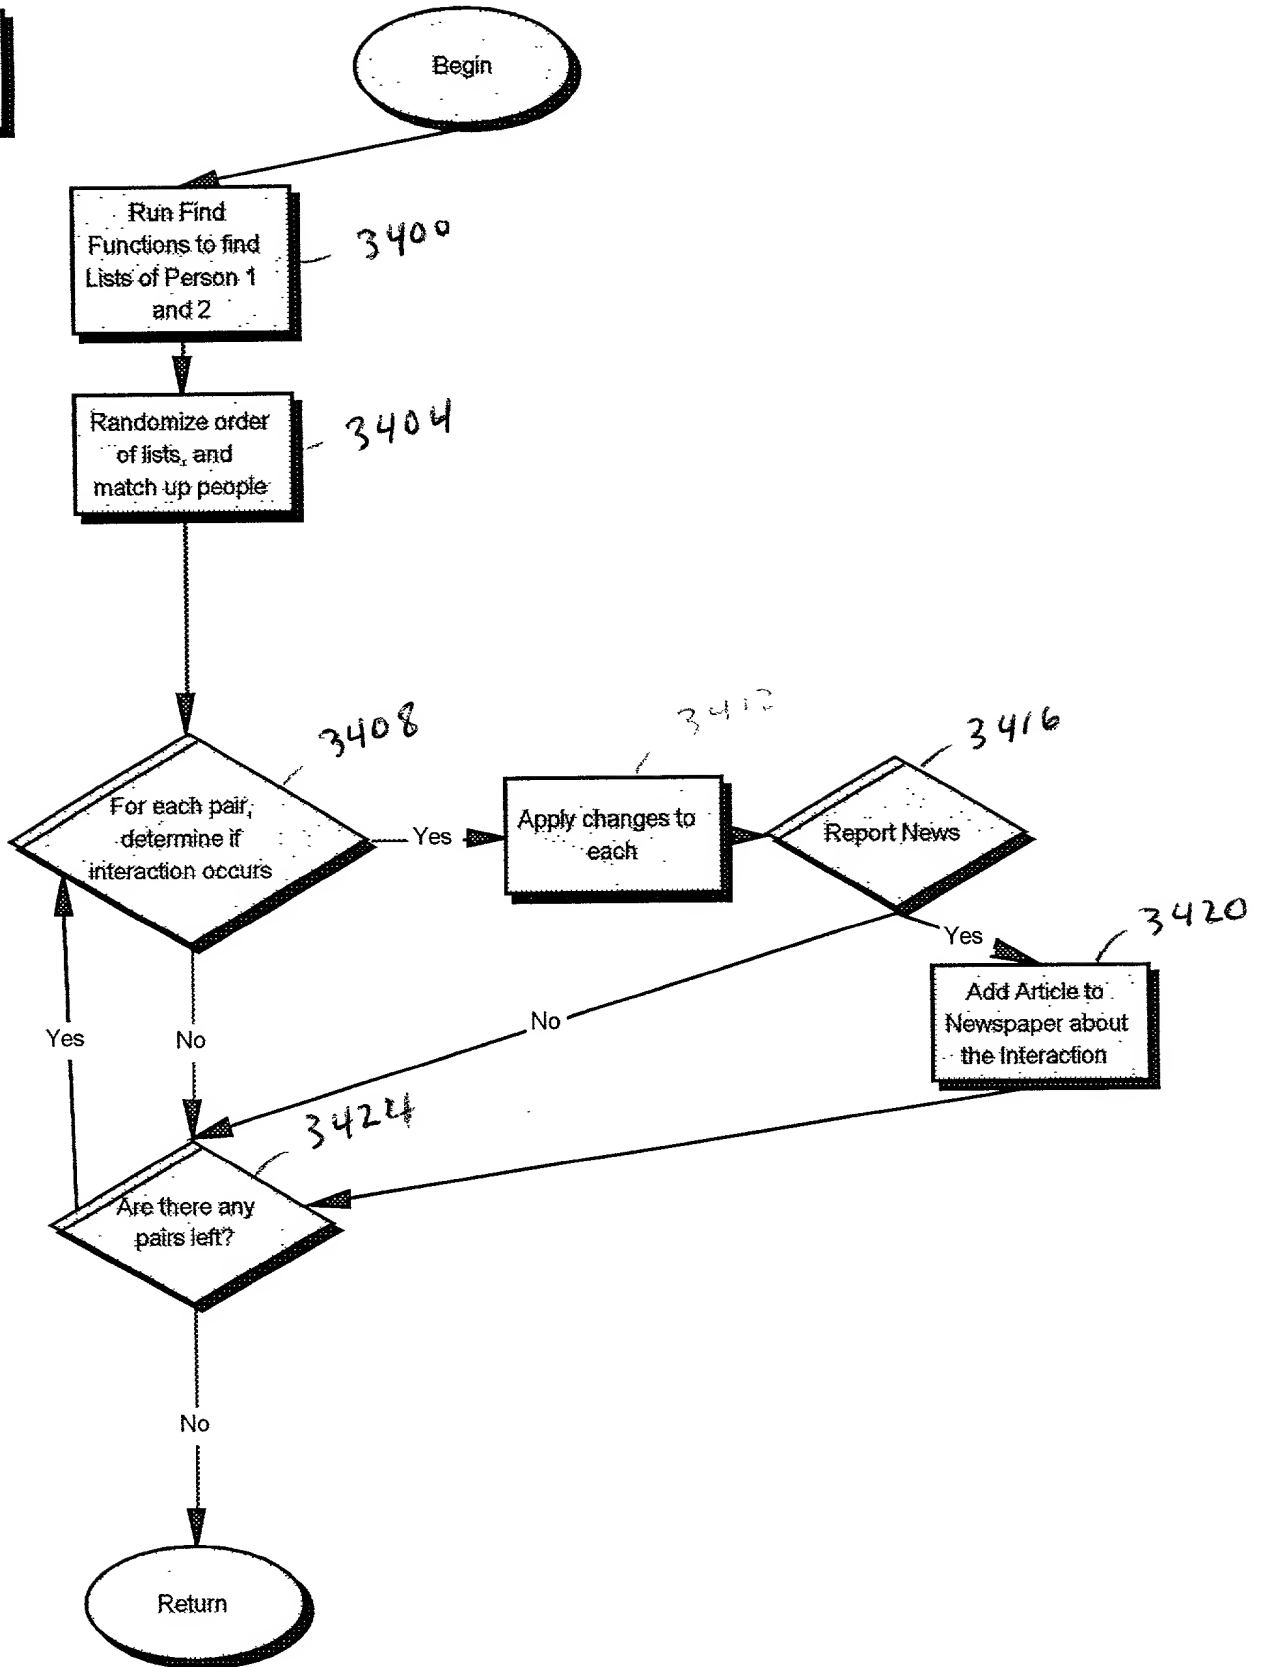 Begin
Run Find
Functions to find
Lists of Person 1
and 2
3400
Randomize order
of lists, and
match up people
3404
For each pair,
determine if
interaction occurs
3408
Yes
Apply changes to
each
Report News
3416
Yes
Add Article to
Newspaper about
the Interaction
3420
No
No
Yes
Are there any
pairs left?
3424
No
Return